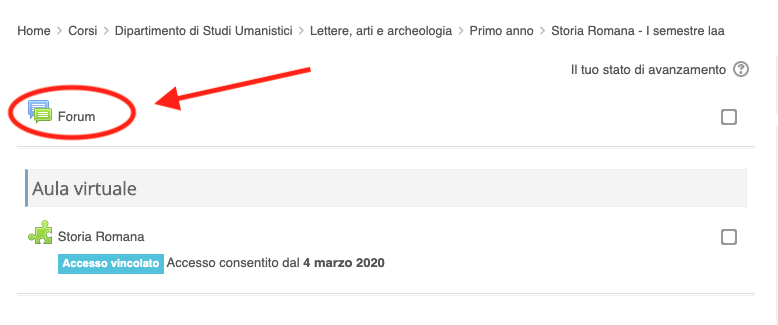 Home > Corsi > Dipartimento di Studi Umanistici > Lettere, arti e archeologia > Primo anno > Storia Romana - I semestre laa
Il tuo stato di avanzamento ?
Forum
Aula virtuale
Storia Romana
Accesso vincolato Accesso consentito dal 4 marzo 2020